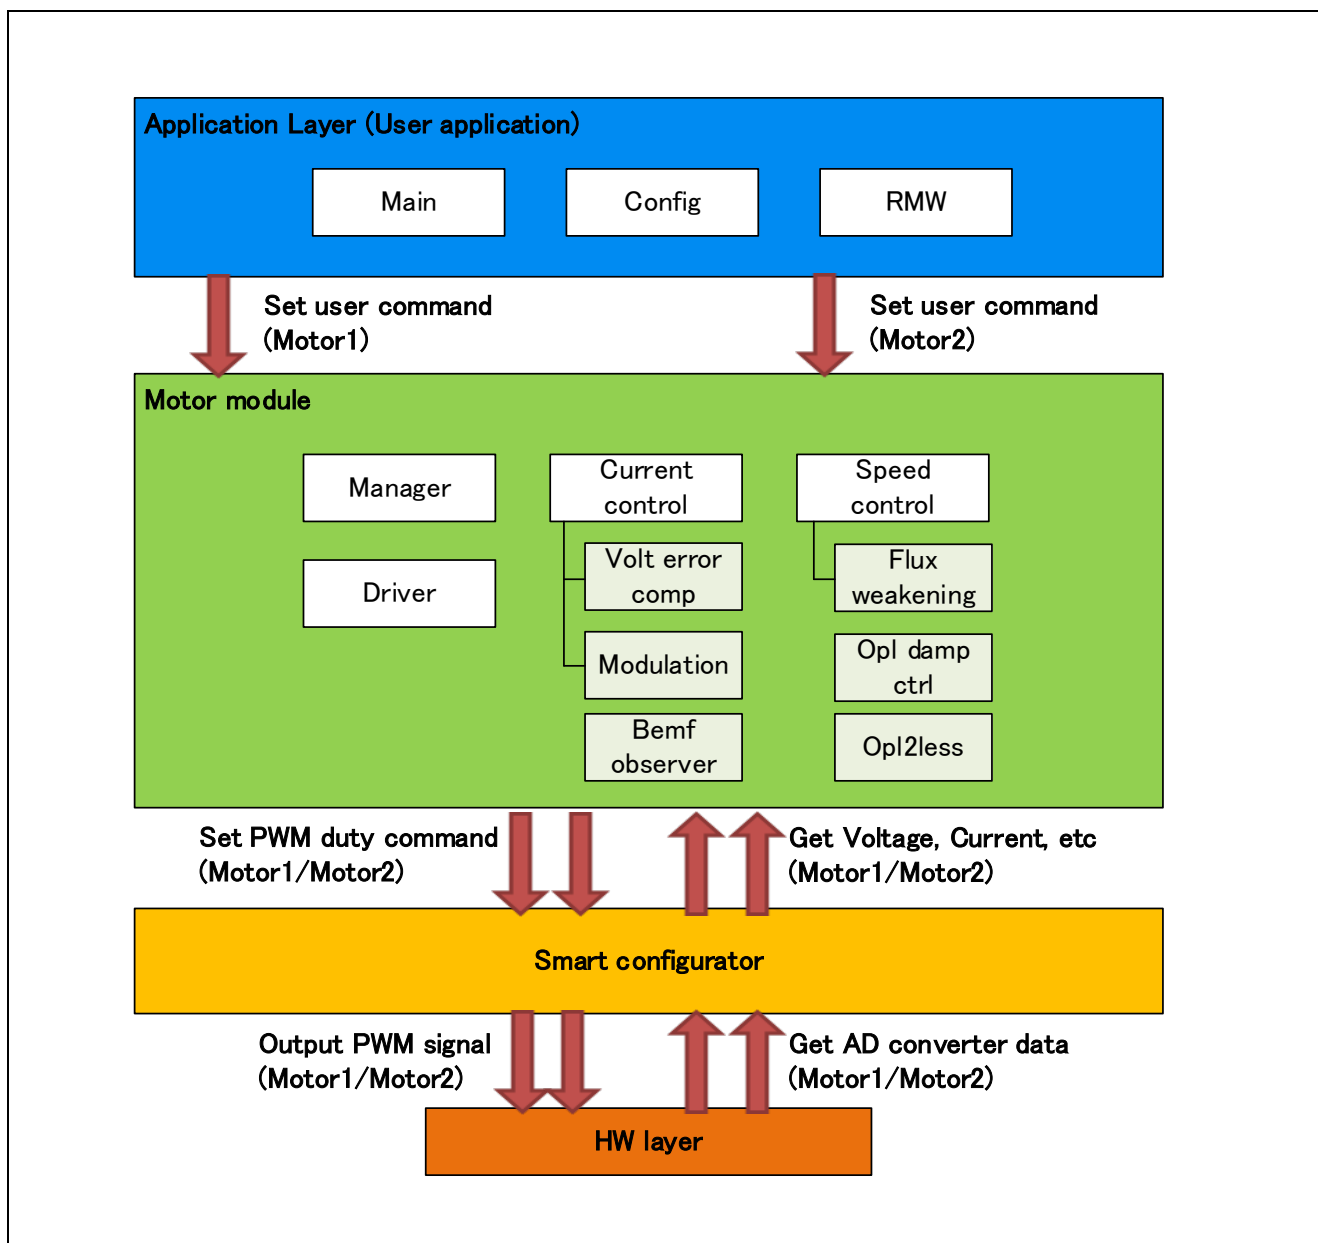 Application Layer (User application)
Main
Config
RMW
Set user command
(Motor1)
Set user command
(Motor2)
Motor module
Manager
Driver
Current
control
Volt error
comp
Modulation
Bemf
observer
Speed
control
Flux
weakening
Opl damp
ctrl
Opl2less
Set PWM duty command
(Motor1/Motor2)
Get Voltage, Current, etc
(Motor1/Motor2)
Smart configurator
Output PWM signal
(Motor1/Motor2)
Get AD converter data
(Motor1/Motor2)
HW layer